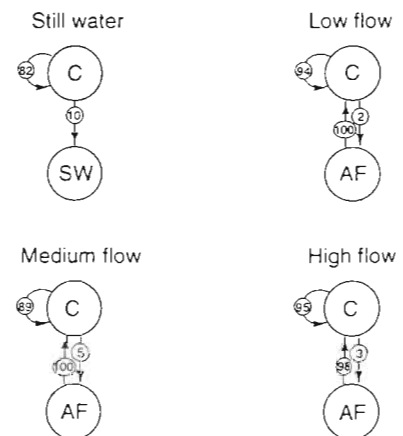 Still water
Low flow
82
C
10
SW
94
C
2
100
AF
Medium flow
High flow
89
C
5
100
AF
95
C
3
98
AF